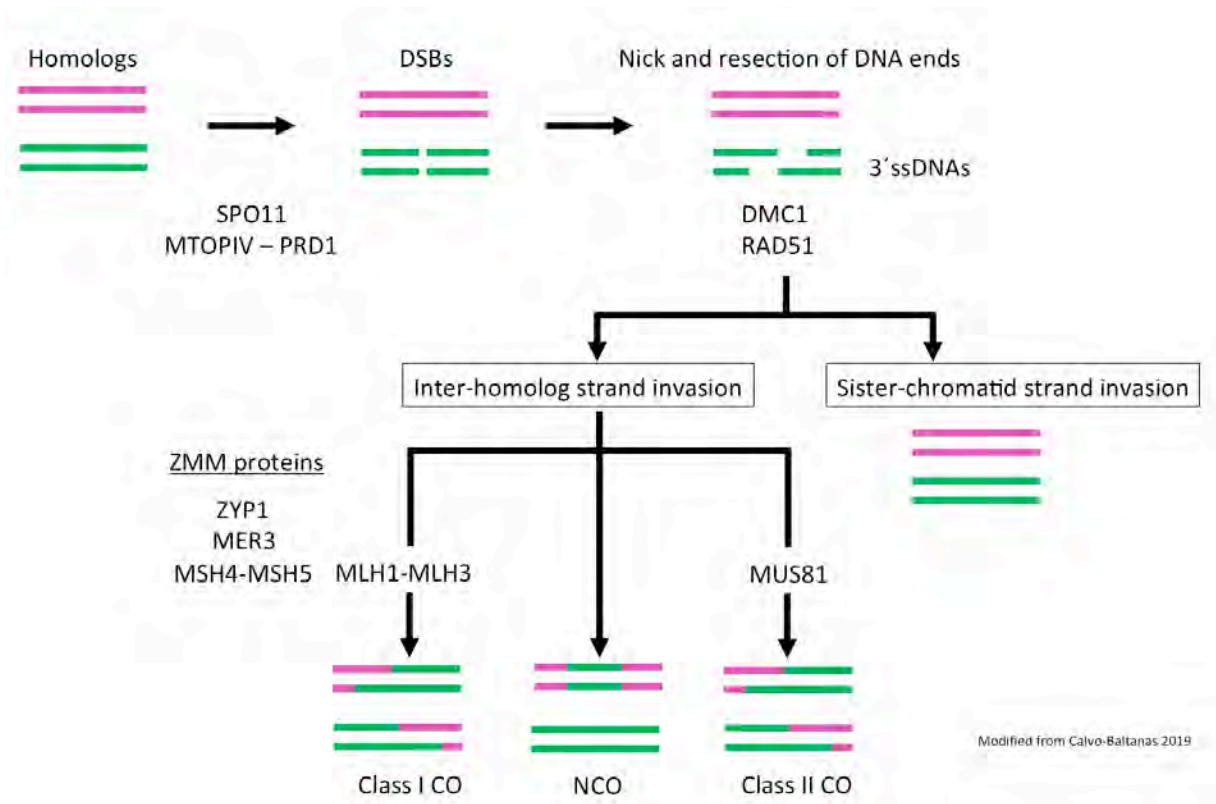 Homologs
DSBs
Nick and resection of DNA ends
3´ssDNAs
SPO11
MTOPIV – PRD1
DMC1
RAD51
Inter-homolog strand invasion
Sister-chromatid strand invasion
ZMM proteins
ZYP1
MER3
MSH4-MSH5
MLH1-MLH3
MUS81
Modified from Calvo-Baltanas 2019
Class I CO
NCO
Class II CO